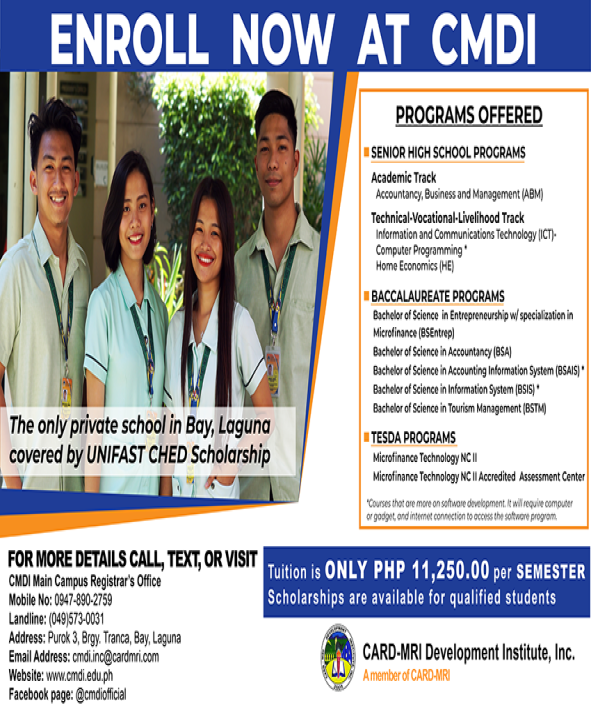 ENROLL NOW AT CMDI
The only private school in Bay, Laguna
covered by UNIFAST CHED Scholarship
PROGRAMS OFFERED
SENIOR HIGH SCHOOL PROGRAMS
Academic Track
Accountancy, Business and Management (ABM)
Technical-Vocational-Livelihood Track
Information and Communications Technology (ICT)-
Computer Programming *
Home Economics (HE)
BACCALAUREATE PROGRAMS
Bachelor of Science in Entrepreneurship w/ specialization in
Microfinance (BSEntrep)
Bachelor of Science in Accountancy (BSA)
Bachelor of Science in Accounting Information System (BSAIS) *
Bachelor of Science in Information System (BSIS) *
Bachelor of Science in Tourism Management (BSTM)
TESDA PROGRAMS
Microfinance Technology NC II
Microfinance Technology NC II Accredited Assessment Center
*Courses that are more on software development. It will require computer
or gadget, and internet connection to access the software program.
FOR MORE DETAILS CALL, TEXT, OR VISIT
CMDI Main Campus Registrar's Office
Mobile No: 0947-890-2759
Landline: (049)573-0031
Address: Purok 3, Brgy. Tranca, Bay, Laguna
Email Address: cmdi.inc@cardmri.com
Website: www.cmdi.edu.ph
Facebook page: @cmdiofficial
Tuition is ONLY PHP 11,250.00 per SEMESTER
Scholarships are available for qualified students
CARD-MRI Development Institute, Inc.
A member of CARD-MRI